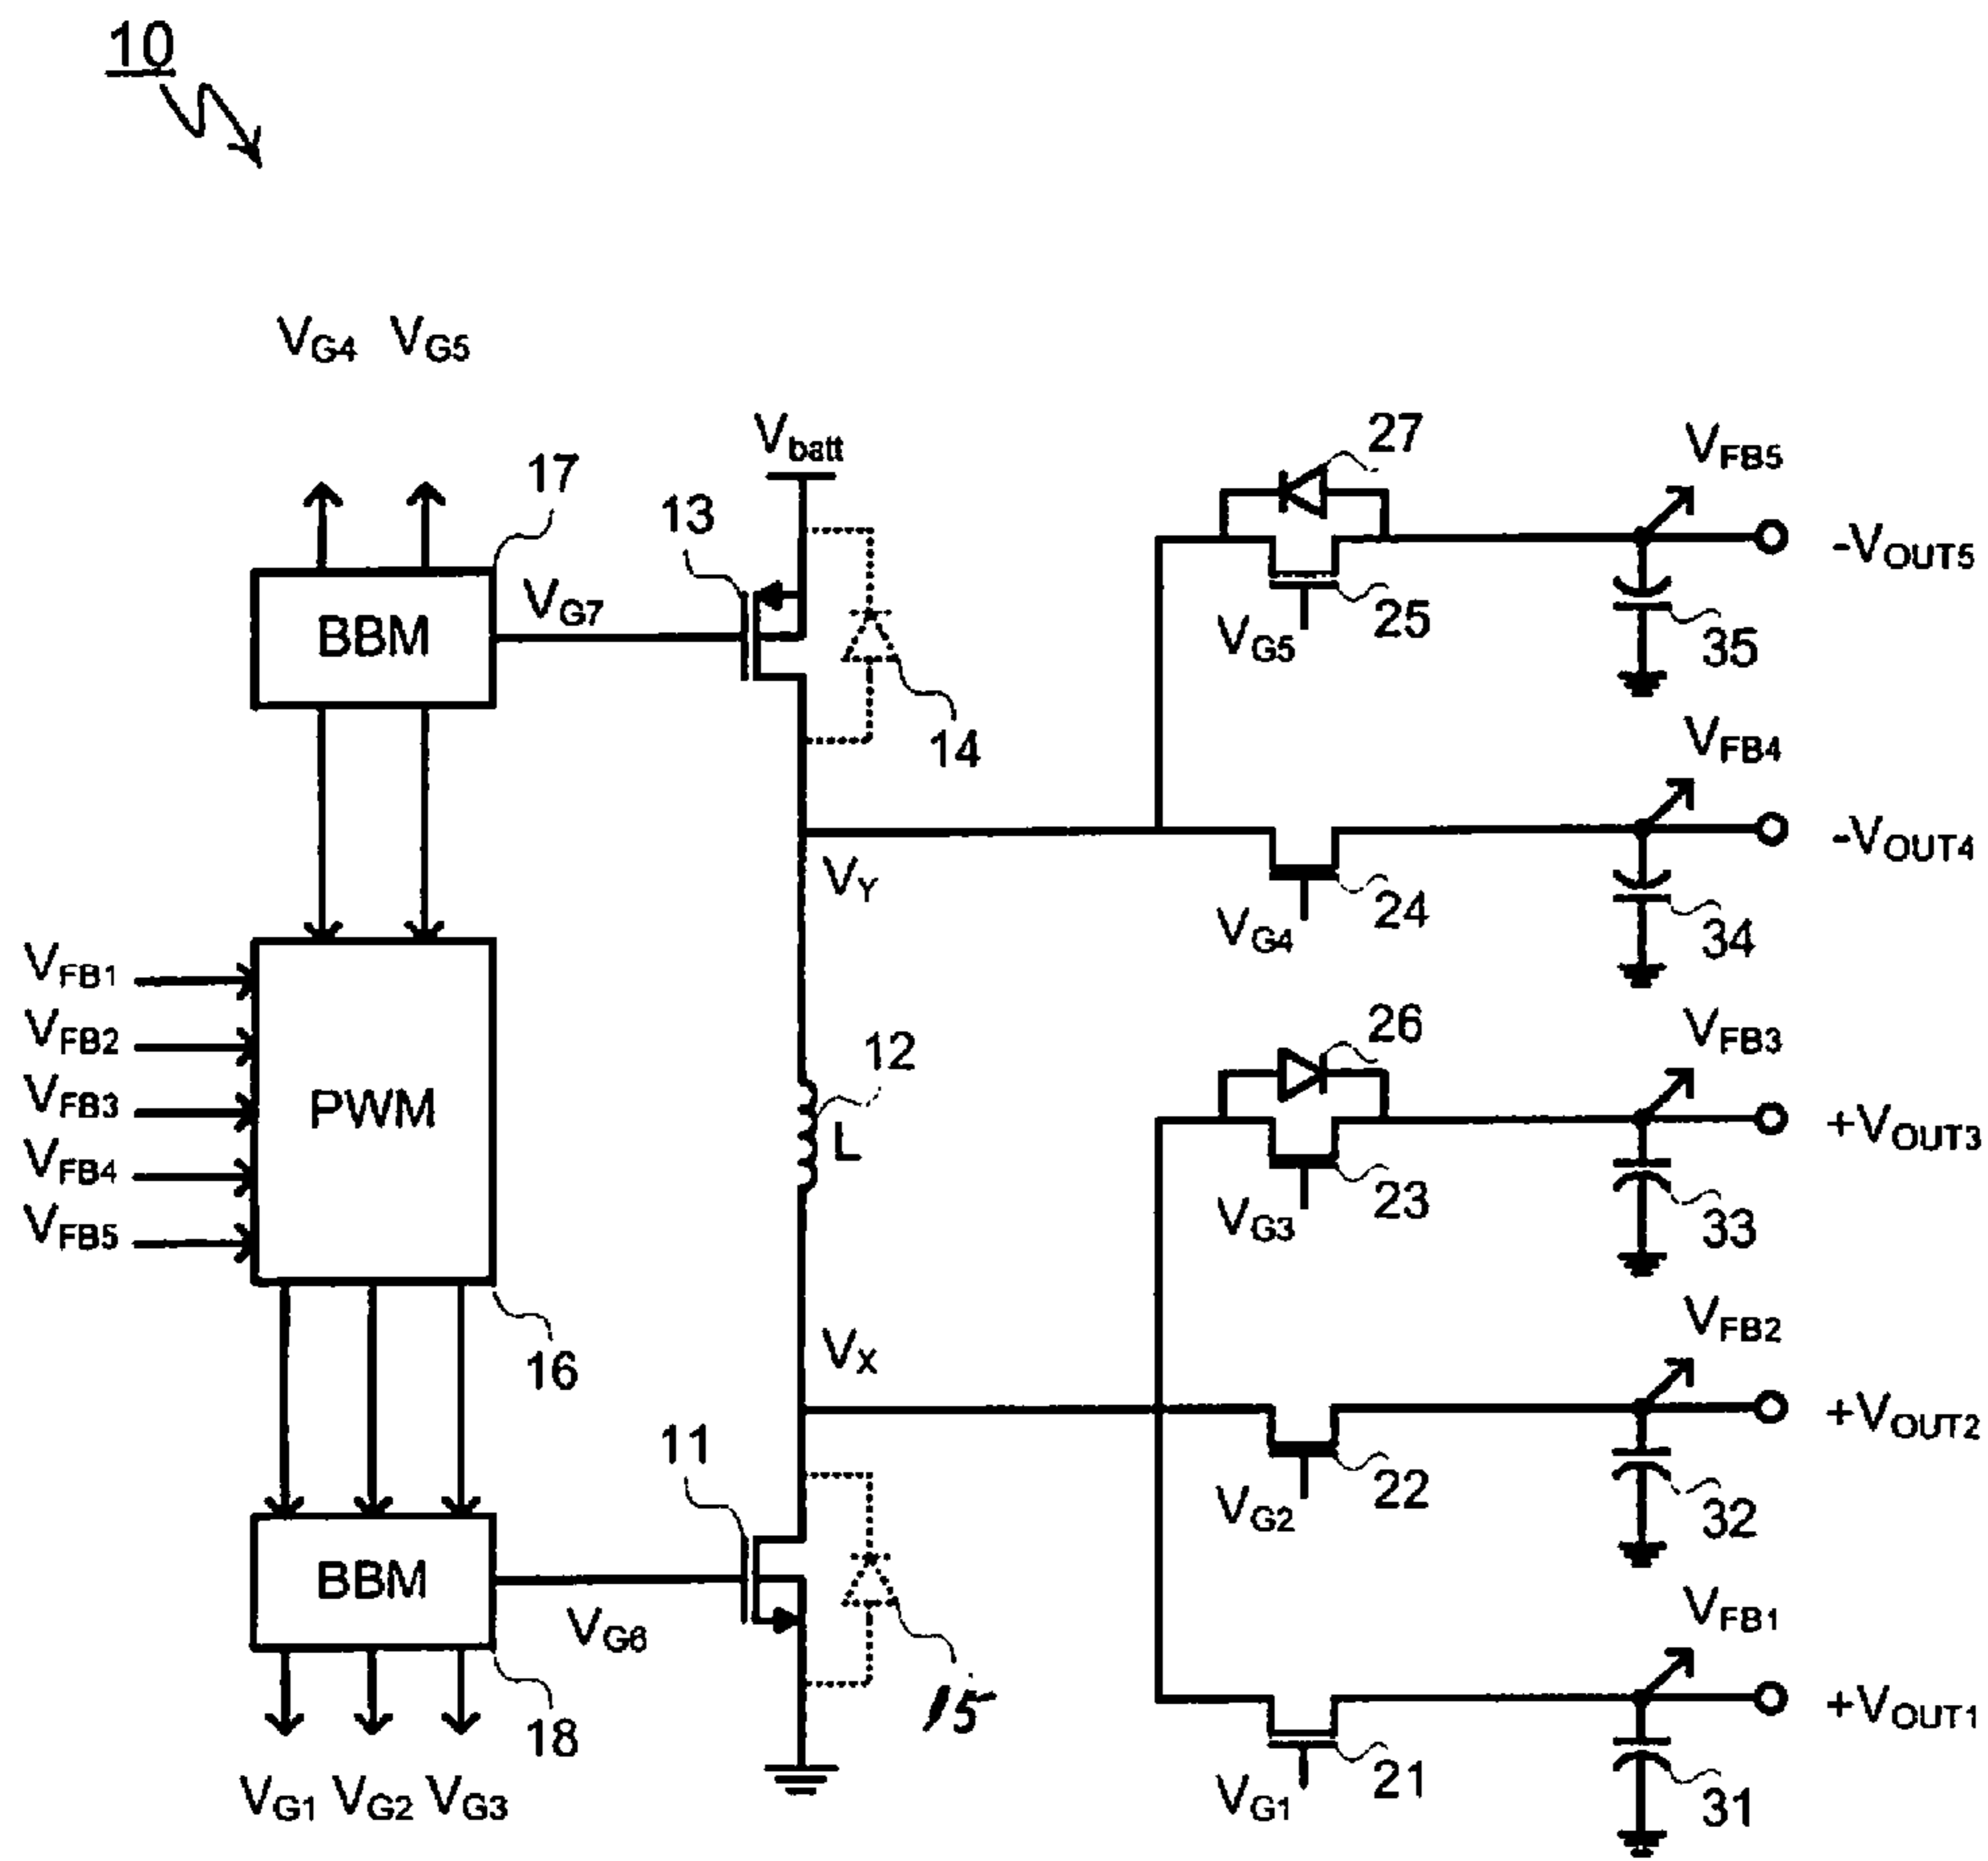 10
VG4 VG5
Vbatt
27
VFB5
17
13
-VOUT5
VG7
BBM
VG5
25
35
14
VFB4
-VOUT4
VY
VG4
24
34
VFB1
VFB2
VFB3
VFB4
VFB5
PWM
12
L
26
VFB3
+VOUT3
VG3
23
33
16
VX
VFB2
+VOUT2
11
VG2
22
32
BBM
VG6
VFB1
15
18
+VOUT1
VG1 VG2 VG3
VG1
21
31